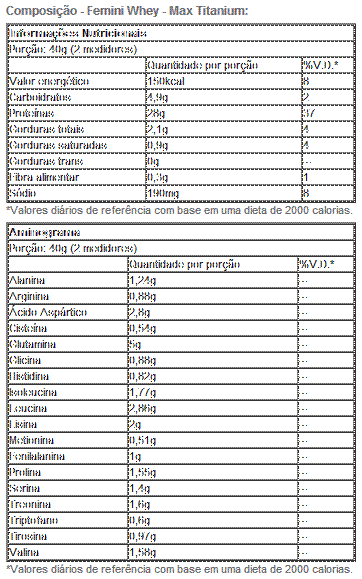 Composição - Femini Whey - Max Titanium:
Informações Nutricionais
Porção: 40g (2 medidores)
Quantidade por porção %V.D.*
Valor energético 150kcal 8
Carboidratos 4,9g 2
Proteínas 28g 37
Gorduras totais 2,1g 4
Gorduras saturadas 0,9g 4
Gorduras trans 0g --
Fibra alimentar 0,3g 1
Sódio 190mg 8
*Valores diários de referência com base em uma dieta de 2000 calorias.
Aminograma
Porção: 40g (2 medidores)
Quantidade por porção %V.D.*
Alanina 1,24g --
Arginina 0,88g --
Ácido Aspártico 2,8g --
Cisteína 0,54g --
Glutamina 5g --
Glicina 0,88g --
Histidina 0,82g --
Isoleucina 1,77g --
Leucina 2,86g --
Lisina 2g --
Metionina 0,51g --
Fenilalanina 1g --
Prolina 1,55g --
Serina 1,4g --
Treonina 1,6g --
Triptofano 0,6g --
Tirosina 0,97g --
Valina 1,58g --
*Valores diários de referência com base em uma dieta de 2000 calorias.